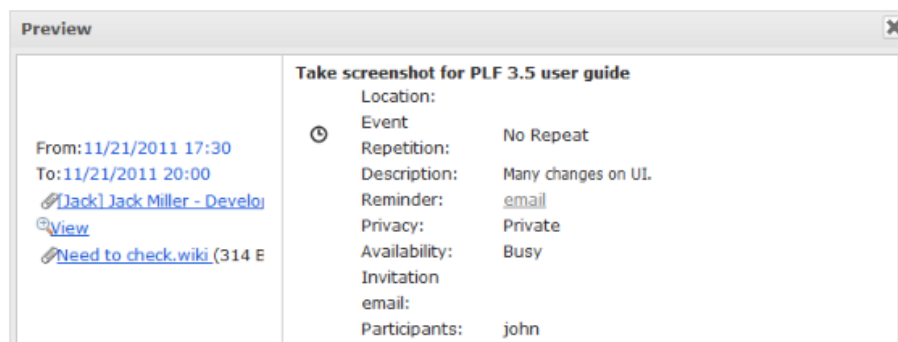 Preview
From:11/21/2011 17:30
To:11/21/2011 20:00
[Jack] Jack Miller - Develo
View
Need to check.wiki (314 B
Take screenshot for PLF 3.5 user guide
Location:
Event
Repetition: No Repeat
Description: Many changes on UI.
Reminder: email
Privacy: Private
Availability: Busy
Invitation
email:
Participants: john